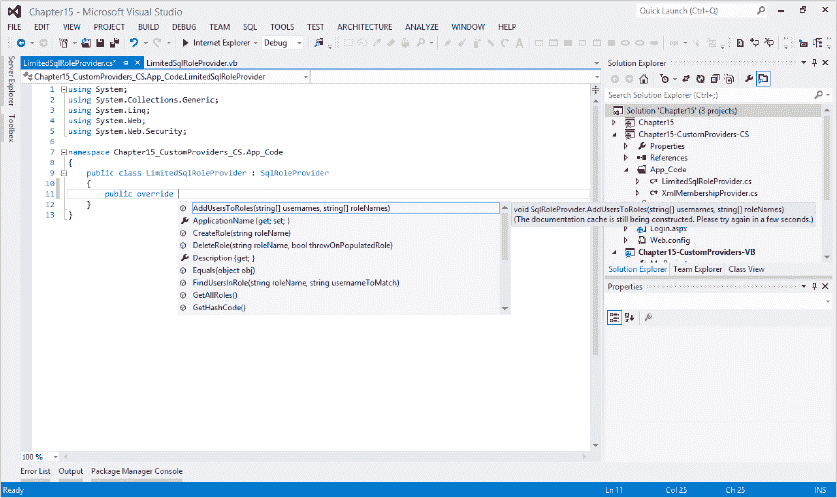 Chapter15 - Microsoft Visual Studio
Quick Launch (Ctrl+Q)
FILE EDIT VIEW PROJECT BUILD DEBUG TEAM SQL TOOLS TEST ARCHITECTURE ANALYZE WINDOW HELP
Internet Explorer Debug
Server Explorer
Toolbox
LimitedSqlRoleProvider.cs* LimitedSqlRoleProvider.vb
Chapter15_CustomProviders_CS.App_Code.LimitedSqlRoleProvider
1 using System;
2 using System.Collections.Generic;
3 using System.Linq;
4 using System.Web;
5 using System.Web.Security;
6
7 namespace Chapter15_CustomProviders_CS.App_Code
8 {
9 public class LimitedSqlRoleProvider : SqlRoleProvider
10 {
11 public override
12 }
13 }
AddUsersToRoles(string[] usernames, string[] roleNames)
ApplicationName {get; set; }
CreateRole(string roleName)
DeleteRole(string roleName, bool throwOnPopulatedRole)
Description {get; }
Equals(object obj)
FindUsersInRole(string roleName, string usernameToMatch)
GetAllRoles()
GetHashCode()
void SqlRoleProvider.AddUsersToRoles(string[] usernames, string[] roleNames)
(The documentation cache is still being constructed. Please try again in a few seconds.)
100 %
Solution Explorer
Search Solution Explorer (Ctrl+;)
Solution 'Chapter15' (3 projects)
Chapter15
Chapter15-CustomProviders-CS
Properties
References
App_Code
LimitedSqlRoleProvider.cs
XmlMembershipProvider.cs
Login.aspx
Web.config
Chapter15-CustomProviders-VB
Solution Explorer Team Explorer Class View
Properties
Error List Output Package Manager Console
Ready Ln 11 Col 25 Ch 25 INS